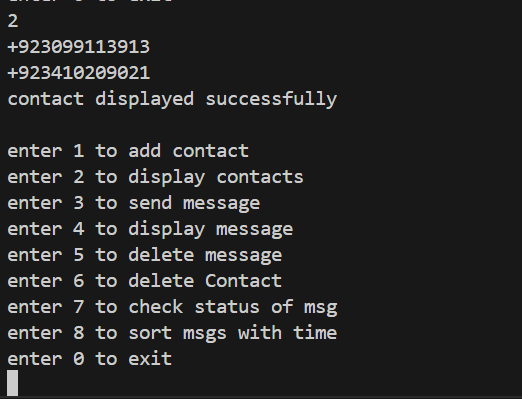 2
+923099113913
+923410209021
contact displayed successfully
enter 1 to add contact
enter 2 to display contacts
enter 3 to send message
enter 4 to display message
enter 5 to delete message
enter 6 to delete Contact
enter 7 to check status of msg
enter 8 to sort msgs with time
enter 0 to exit